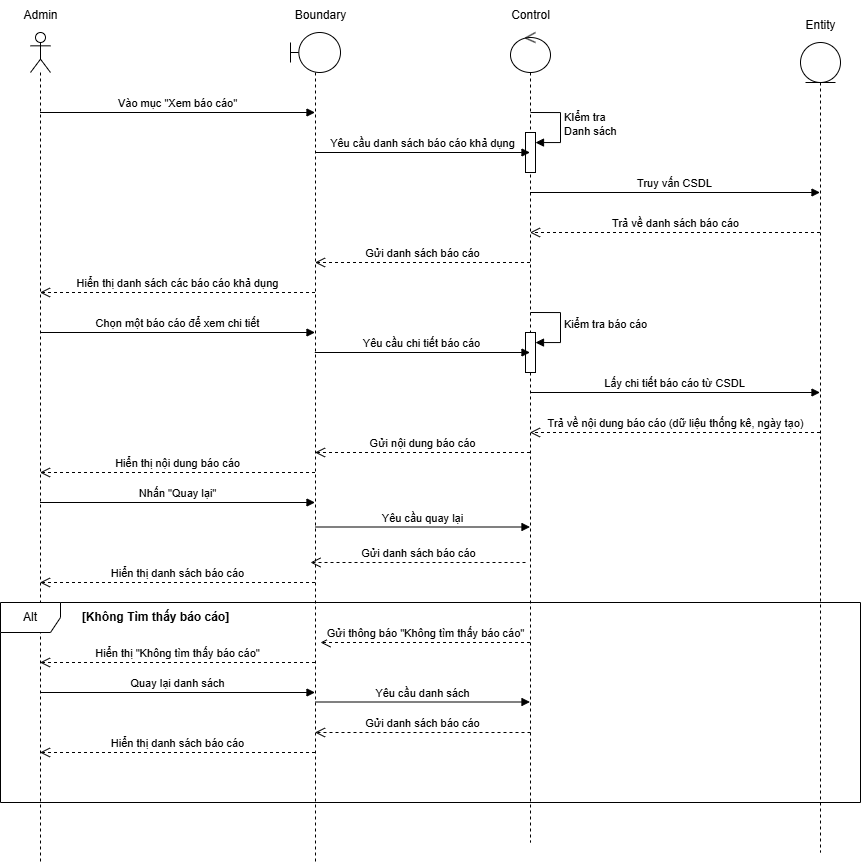 Admin
Boundary
Control
Entity
Vào mục "Xem báo cáo"
Kiểm tra
Danh sách
Yêu cầu danh sách báo cáo khả dụng
Truy vấn CSDL
Trả về danh sách báo cáo
Gửi danh sách báo cáo
Hiển thị danh sách các báo cáo khả dụng
Chọn một báo cáo để xem chi tiết
Kiểm tra báo cáo
Yêu cầu chi tiết báo cáo
Lấy chi tiết báo cáo từ CSDL
Trả về nội dung báo cáo (dữ liệu thống kê, ngày tạo)
Gửi nội dung báo cáo
Hiển thị nội dung báo cáo
Nhấn "Quay lại"
Yêu cầu quay lại
Gửi danh sách báo cáo
Hiển thị danh sách báo cáo
Alt
[Không Tìm thấy báo cáo]
Gửi thông báo "Không tìm thấy báo cáo"
Hiển thị "Không tìm thấy báo cáo"
Quay lại danh sách
Yêu cầu danh sách
Gửi danh sách báo cáo
Hiển thị danh sách báo cáo